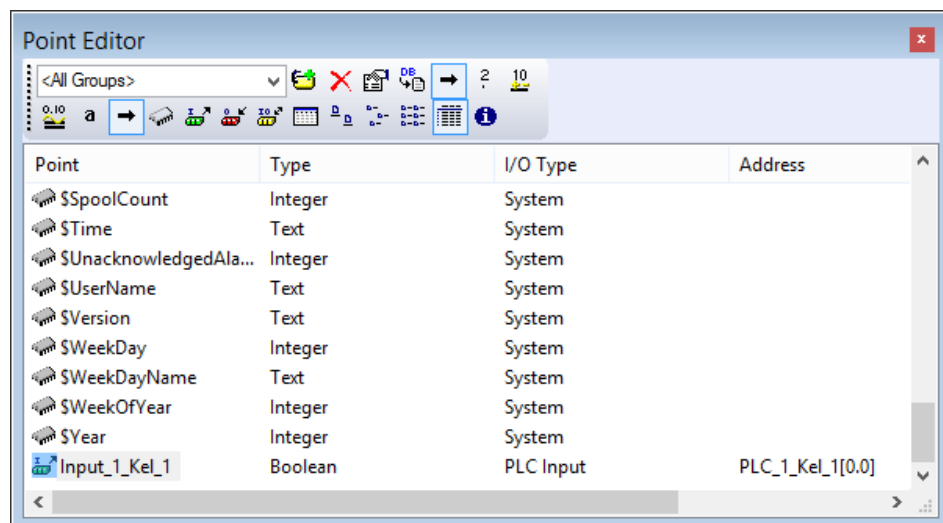 Point Editor
<All Groups>
a
Point Type I/O Type Address
$SpoolCount Integer System
$Time Text System
$UnacknowledgedAla... Integer System
$UserName Text System
$Version Text System
$WeekDay Integer System
$WeekDayName Text System
$WeekOfYear Integer System
$Year Integer System
Input_1_Kel_1 Boolean PLC Input PLC_1_Kel_1[0.0]